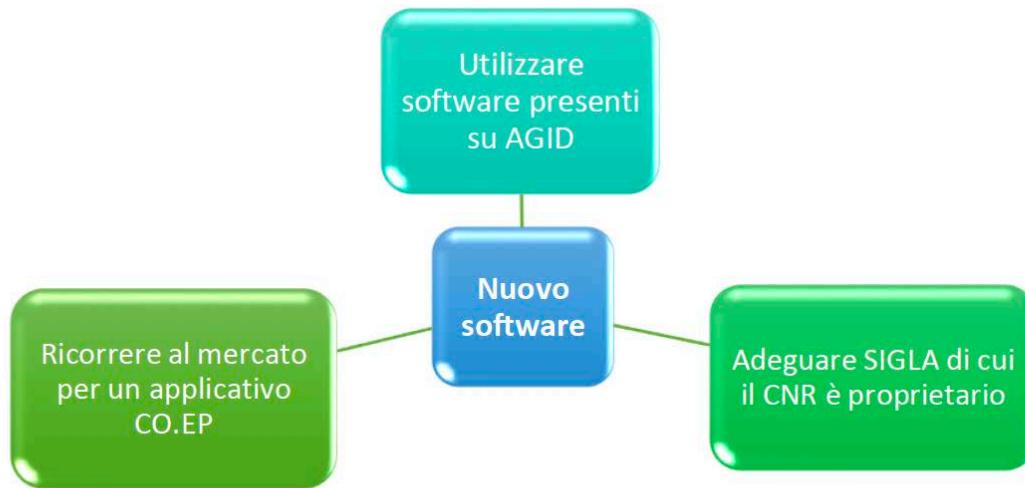 Utilizzare
software presenti
su AGID
Nuovo
software
Ricorrere al mercato
per un applicativo
CO.EP
Adeguare SIGLA di cui
il CNR è proprietario